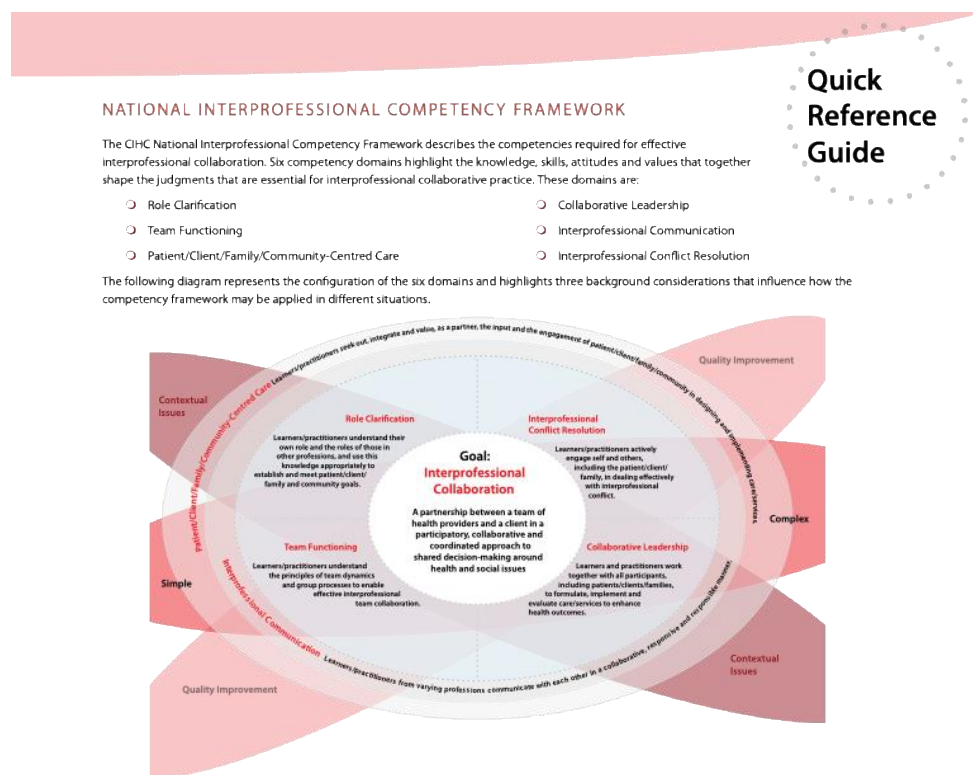 Quick
Reference
Guide
NATIONAL INTERPROFESSIONAL COMPETENCY FRAMEWORK
The CIHC National Interprofessional Competency Framework describes the competencies required for effective
interprofessional collaboration. Six competency domains highlight the knowledge, skills, attitudes and values that together
shape the judgments that are essential for interprofessional collaborative practice. These domains are:
Role Clarification
Team Functioning
Patient/Client/Family/Community-Centred Care
Collaborative Leadership
Interprofessional Communication
Interprofessional Conflict Resolution
The following diagram represents the configuration of the six domains and highlights three background considerations that influence how the
competency framework may be applied in different situations.
Patient/Client/Family/Community-Centred Care Learners/practitioners seek out, integrate and value, as a partner, the input and the engagement of patient/client/family/community in designing and implementing care/services.
Contextual
Issues
Quality Improvement
Role Clarification
Learners/practitioners understand their
own role and the roles of those in
other professions, and use this
knowledge appropriately to
establish and meet patient/client/
family and community goals.
Interprofessional
Conflict Resolution
Learners/practitioners actively
engage self and others,
including the patient/client/
family, in dealing effectively
with interprofessional
conflict.
Goal:
Interprofessional
Collaboration
A partnership between a team of
health providers and a client in a
participatory, collaborative and
coordinated approach to
shared decision-making around
health and social issues
Complex
Simple
Team Functioning
Learners/practitioners understand
the principles of team dynamics
and group processes to enable
effective interprofessional
team collaboration.
Collaborative Leadership
Learners and practitioners work
together with all participants,
including patients/clients/families,
to formulate, implement and
evaluate care/services to enhance
health outcomes.
Interprofessional Communication Learners/practitioners from varying professions communicate with each other in a collaborative, responsive and responsible manner.
Contextual
Issues
Quality Improvement